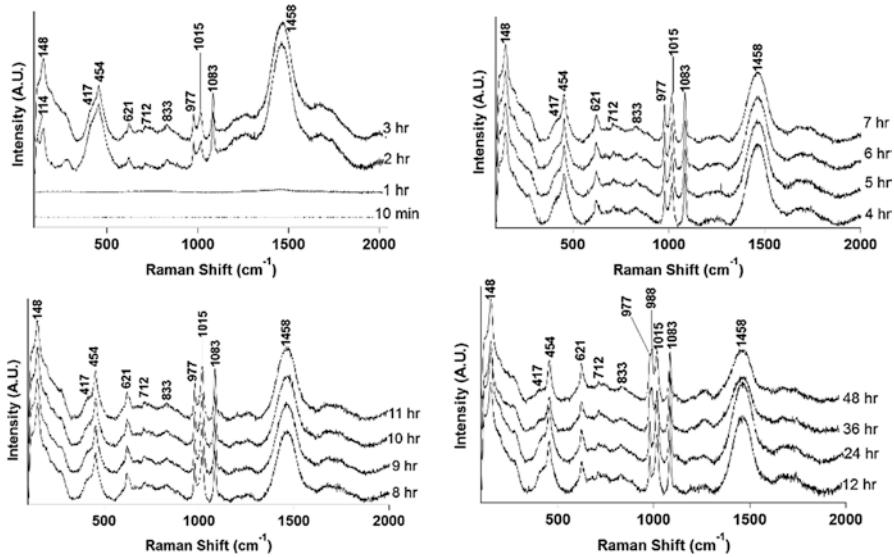 1458
1015
148
454
1083
977
114
417
621
712
833
3 hr
2 hr
1 hr
10 min
500
1000
1500
2000
Raman Shift (cm-1)
Intensity (A.U.)
148
1015
1458
454
1083
977
417
621
712
833
7 hr
6 hr
5 hr
4 hr
500
1000
1500
2000
Raman Shift (cm-1)
Intensity (A.U.)
148
1015
1458
454
1083
977
417
621
712
833
11 hr
10 hr
9 hr
8 hr
500
1000
1500
2000
Raman Shift (cm-1)
Intensity (A.U.)
148
977
988
1015
1083
1458
454
417
621
712
833
48 hr
36 hr
24 hr
12 hr
500
1000
1500
2000
Raman Shift (cm-1)
Intensity (A.U.)